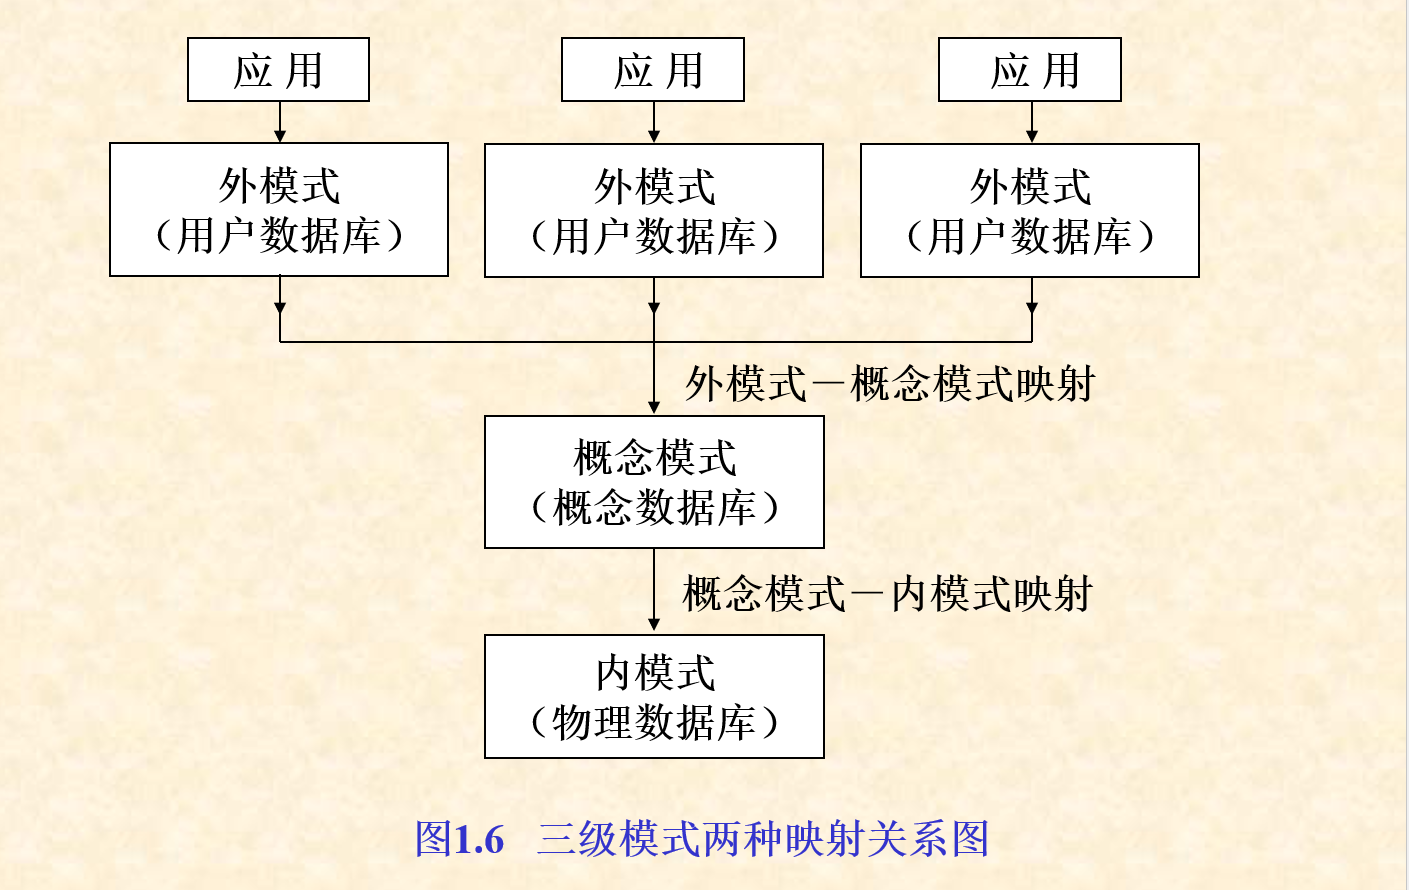 应 用
应 用
应 用
外模式
（用户数据库）
外模式
（用户数据库）
外模式
（用户数据库）
外模式－概念模式映射
概念模式
（概念数据库）
概念模式－内模式映射
内模式
（物理数据库）
图1.6 三级模式两种映射关系图